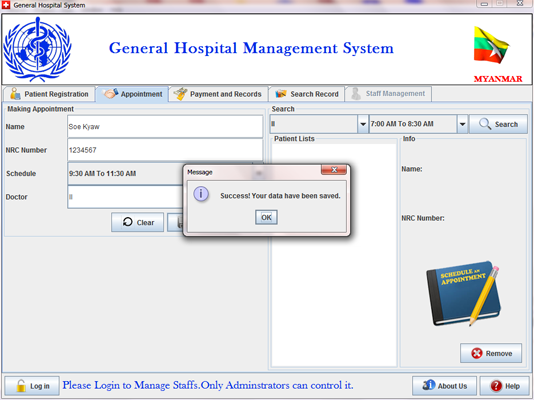 General Hospital System
General Hospital Management System
MYANMAR
Patient Registration
Appointment
Payment and Records
Search Record
Staff Management
Making Appointment
Name
Soe Kyaw
NRC Number
1234567
Schedule
9:30 AM To 11:30 AM
Doctor
ll
Clear
Search
ll
7:00 AM To 8:30 AM
Search
Patient Lists
Info
Name:
NRC Number:
SCHEDULE an
APPOINTMENT
Remove
Message
Success! Your data have been saved.
OK
Log in
Please Login to Manage Staffs.Only Adminstrators can control it.
About Us
Help